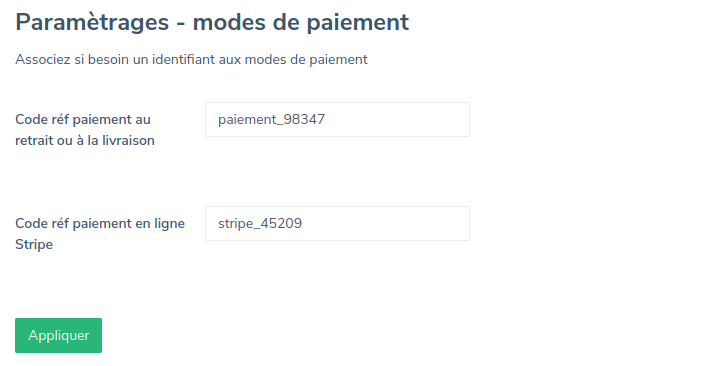 Paramètrages - modes de paiement
Associez si besoin un identifiant aux modes de paiement
Code réf paiement au
retrait ou à la livraison
paiement_98347
Code réf paiement en ligne
Stripe
stripe_45209
Appliquer